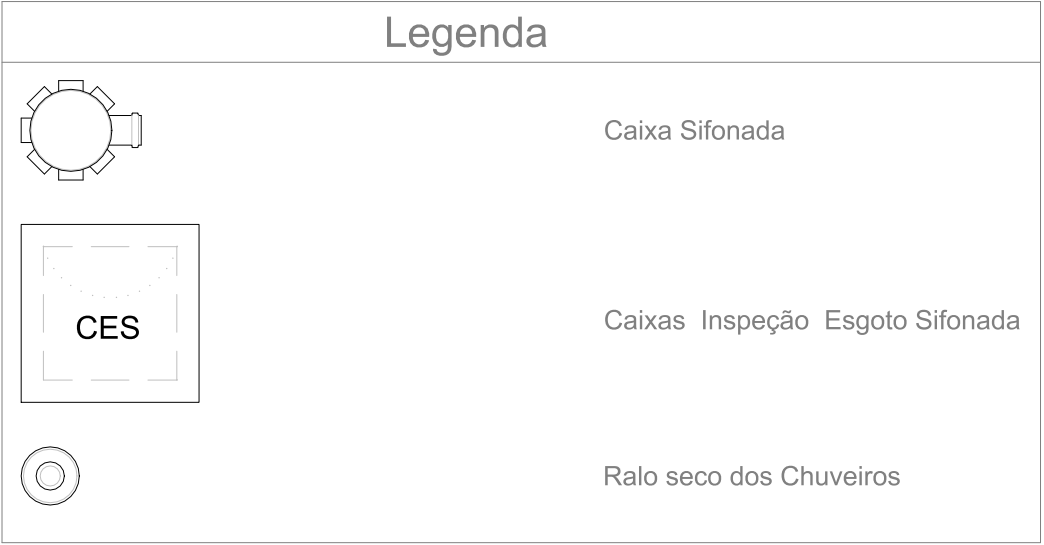 Legenda
Caixa Sifonada
CES
Caixas Inspeção Esgoto Sifonada
Ralo seco dos Chuveiros